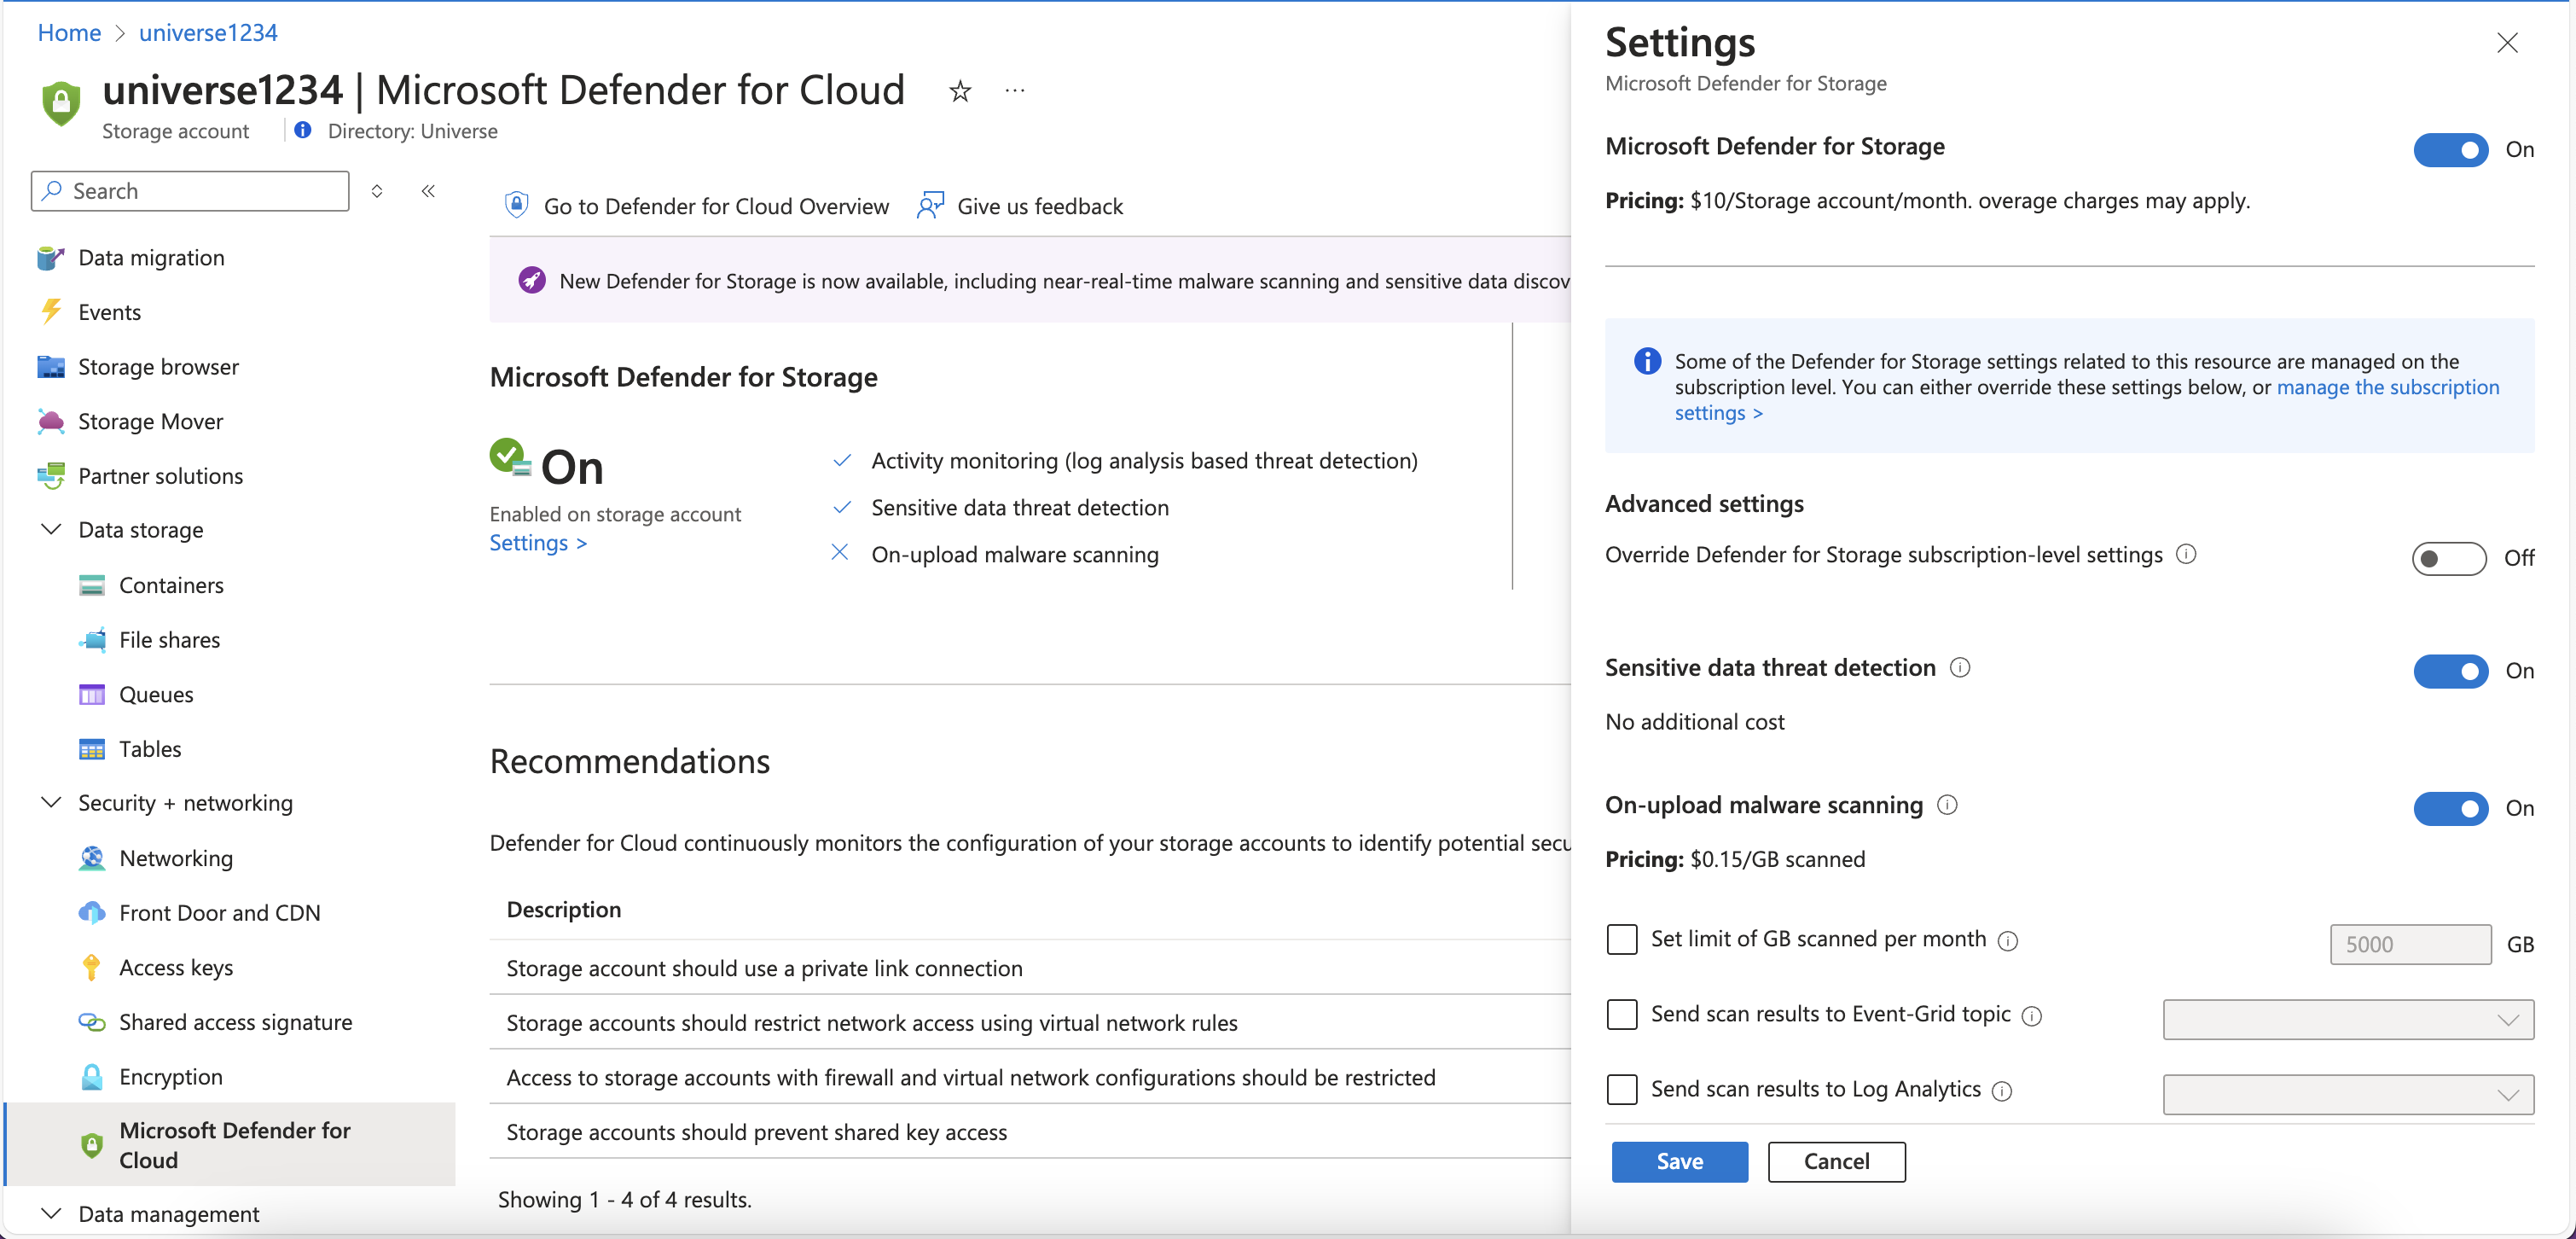 Home > universe1234
universe1234 | Microsoft Defender for Cloud ☆ ···
Storage account
Directory: Universe
Search
Data migration
Events
Storage browser
Storage Mover
Partner solutions
Data storage
Containers
File shares
Queues
Tables
Security + networking
Networking
Front Door and CDN
Access keys
Shared access signature
Encryption
Microsoft Defender for
Cloud
Data management
Go to Defender for Cloud Overview
Give us feedback
New Defender for Storage is now available, including near-real-time malware scanning and sensitive data discov
Microsoft Defender for Storage
On
Enabled on storage account
Settings >
Activity monitoring (log analysis based threat detection)
Sensitive data threat detection
On-upload malware scanning
Recommendations
Defender for Cloud continuously monitors the configuration of your storage accounts to identify potential secu
Description
Storage account should use a private link connection
Storage accounts should restrict network access using virtual network rules
Access to storage accounts with firewall and virtual network configurations should be restricted
Storage accounts should prevent shared key access
Showing 1 - 4 of 4 results.
Settings
Microsoft Defender for Storage
Microsoft Defender for Storage
On
Pricing: $10/Storage account/month. overage charges may apply.
Some of the Defender for Storage settings related to this resource are managed on the
subscription level. You can either override these settings below, or manage the subscription
settings >
Advanced settings
Override Defender for Storage subscription-level settings
Off
Sensitive data threat detection
On
No additional cost
On-upload malware scanning
On
Pricing: $0.15/GB scanned
Set limit of GB scanned per month
5000 GB
Send scan results to Event-Grid topic
Send scan results to Log Analytics
Save
Cancel